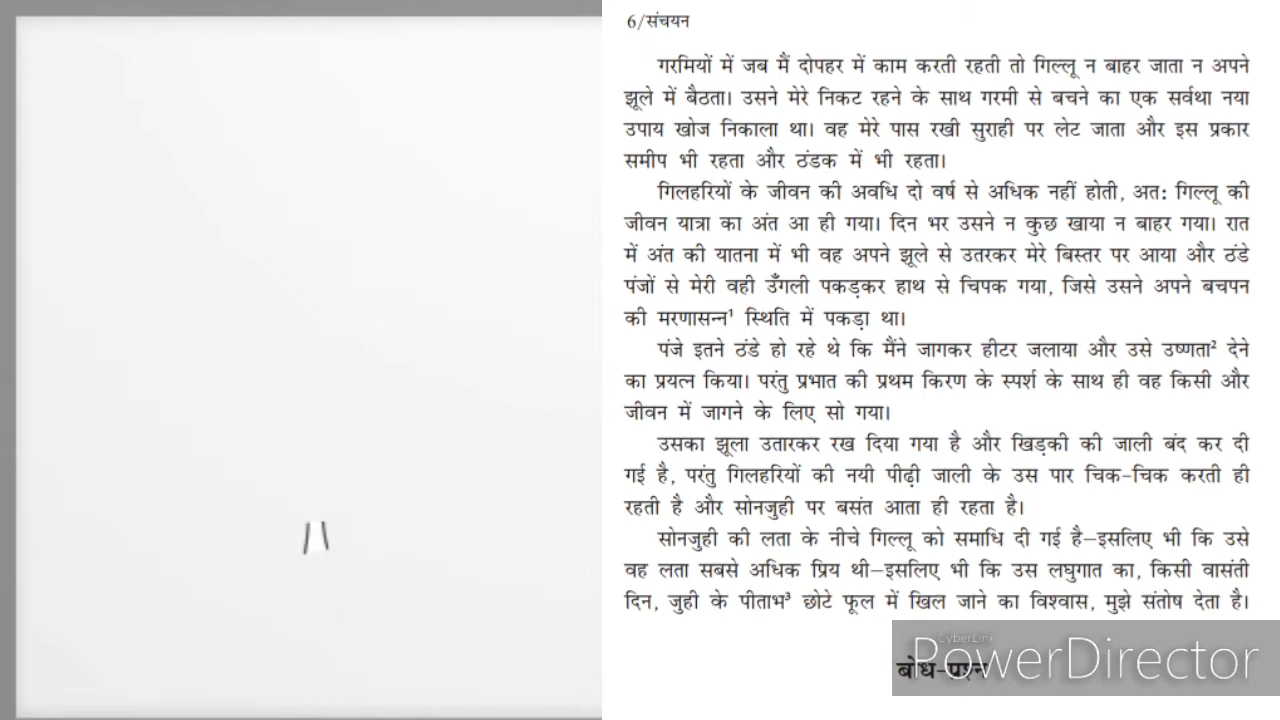 6/संचयन
गरमियों में जब मैं दोपहर में काम करती रहती तो गिल्लू न बाहर जाता न अपने
झूले में बैठता। उसने मेरे निकट रहने के साथ गरमी से बचने का एक सर्वथा नया
उपाय खोज निकाला था। वह मेरे पास रखी सुराही पर लेट जाता और इस प्रकार
समीप भी रहता और ठंडक में भी रहता।
गिलहरियों के जीवन की अवधि दो वर्ष से अधिक नहीं होती, अतः गिल्लू की
जीवन यात्रा का अंत आ ही गया। दिन भर उसने न कुछ खाया न बाहर गया। रात
में अंत की यातना में भी वह अपने झूले से उतरकर मेरे बिस्तर पर आया और ठंडे
पंजों से मेरी वही उँगली पकड़कर हाथ से चिपक गया, जिसे उसने अपने बचपन
की मरणासन्न¹ स्थिति में पकड़ा था।
पंजे इतने ठंडे हो रहे थे कि मैंने जागकर हीटर जलाया और उसे उष्णता² देने
का प्रयत्न किया। परंतु प्रभात की प्रथम किरण के स्पर्श के साथ ही वह किसी और
जीवन में जागने के लिए सो गया।
उसका झूला उतारकर रख दिया गया है और खिड़की की जाली बंद कर दी
गई है, परंतु गिलहरियों की नयी पीढ़ी जाली के उस पार चिक-चिक करती ही
रहती है और सोनजुही पर बसंत आता ही रहता है।
सोनजुही की लता के नीचे गिल्लू को समाधि दी गई है–इसलिए भी कि उसे
वह लता सबसे अधिक प्रिय थी–इसलिए भी कि उस लघुगात का, किसी वासंती
दिन, जुही के पीताभ³ छोटे फूल में खिल जाने का विश्वास, मुझे संतोष देता है।
CyberLink
PowerDirector
बोध-प्रश्न